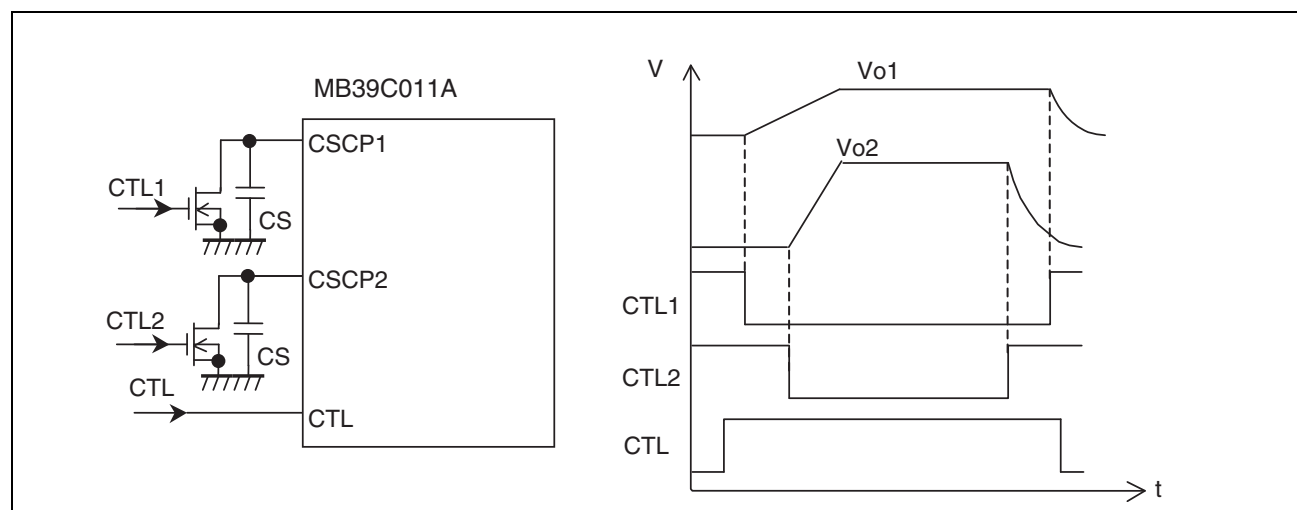 MB39C011A
CSCP1
CTL1
CS
CSCP2
CTL2
CS
CTL
CTL
V
Vo1
Vo2
CTL1
CTL2
CTL
t